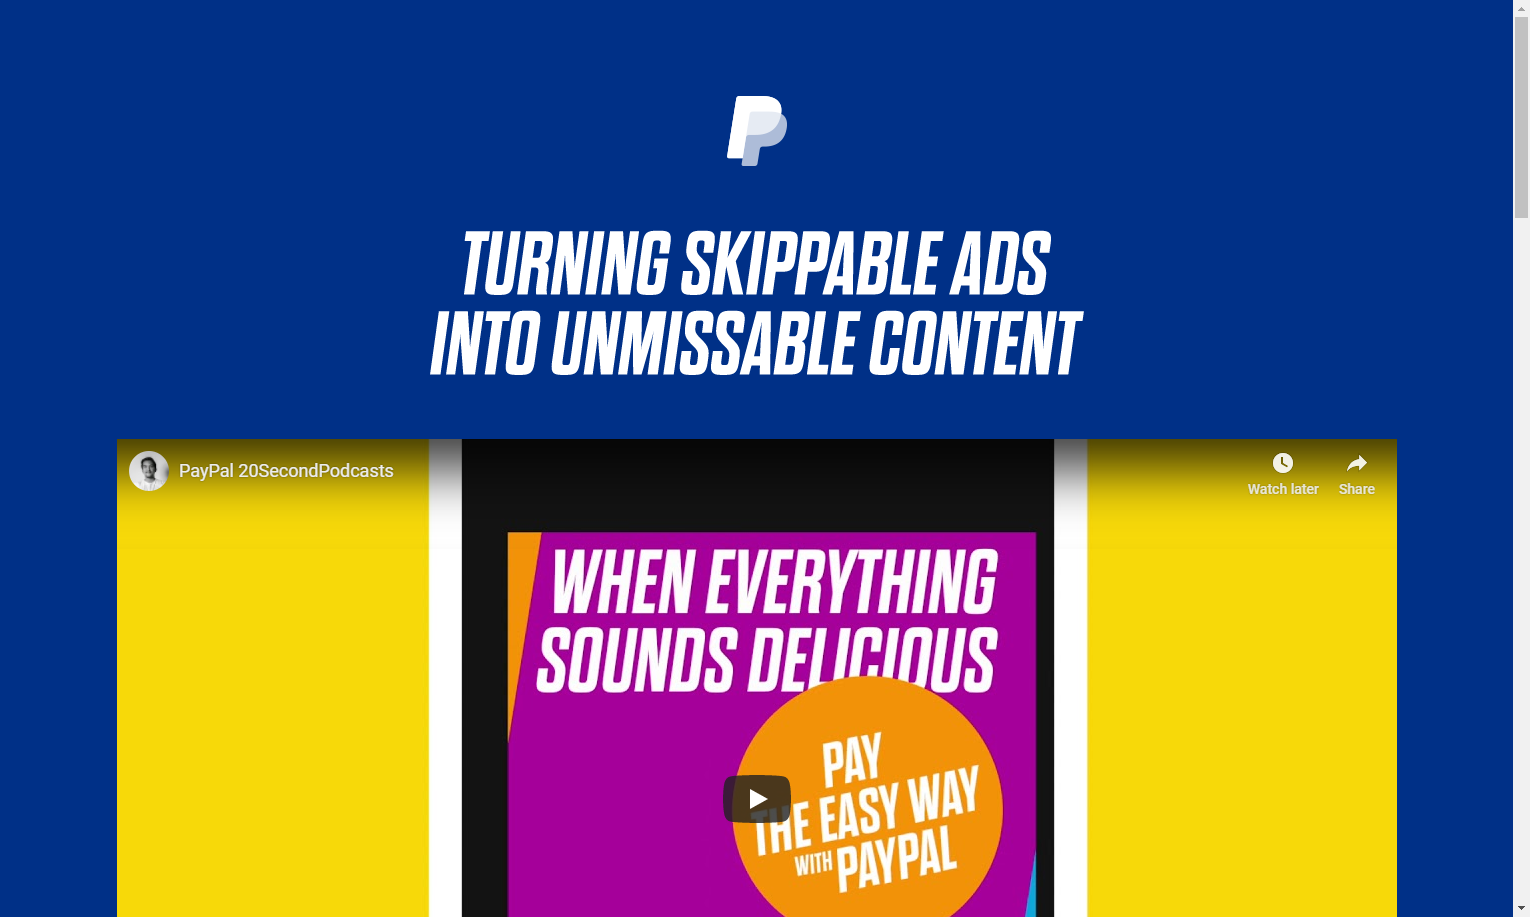 TURNING SKIPPABLE ADS
INTO UNMISSABLE CONTENT
PayPal 20SecondPodcasts
Watch later
Share
WHEN EVERYTHING
SOUNDS DELICIOUS
PAY
THE EASY WAY
WITH PAYPAL